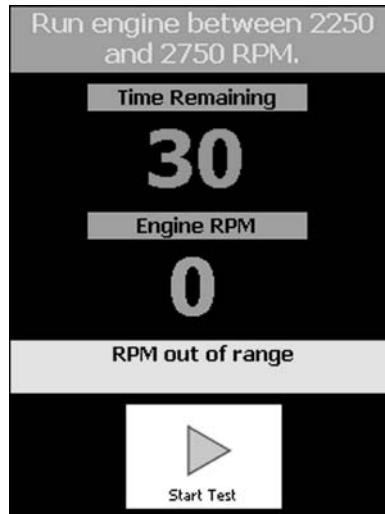 Run engine between 2250
and 2750 RPM.
Time Remaining
30
Engine RPM
0
RPM out of range
Start Test